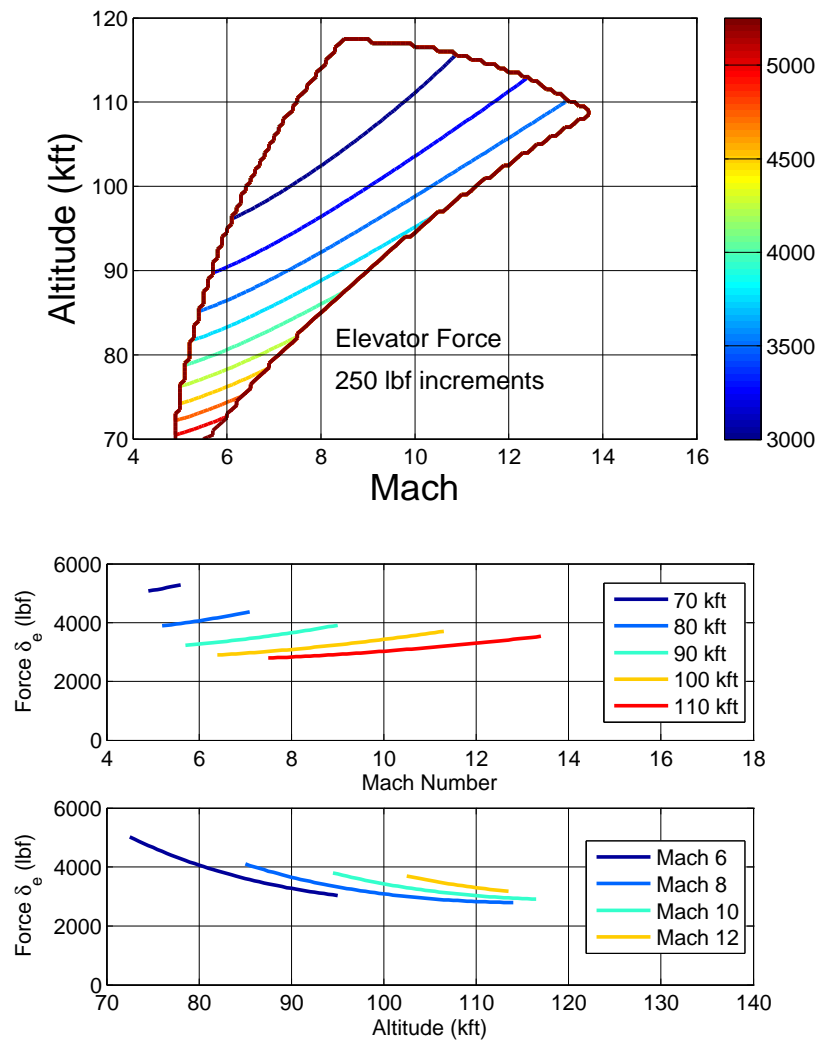 120
110
100
90
80
70
Altitude (kft)
4 6 8 10 12 14 16
Mach
Elevator Force
250 lbf increments
5000
4500
4000
3500
3000
6000
4000
2000
0
Force δe (lbf)
4 6 8 10 12 14 16 18
Mach Number
70 kft
80 kft
90 kft
100 kft
110 kft
6000
4000
2000
0
Force δe (lbf)
70 80 90 100 110 120 130 140
Altitude (kft)
Mach 6
Mach 8
Mach 10
Mach 12